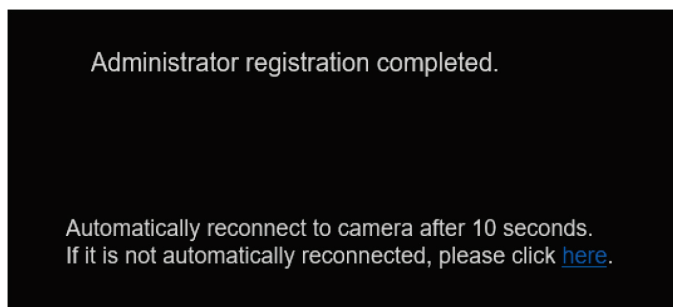 Administrator registration completed.
Automatically reconnect to camera after 10 seconds.
If it is not automatically reconnected, please click here.